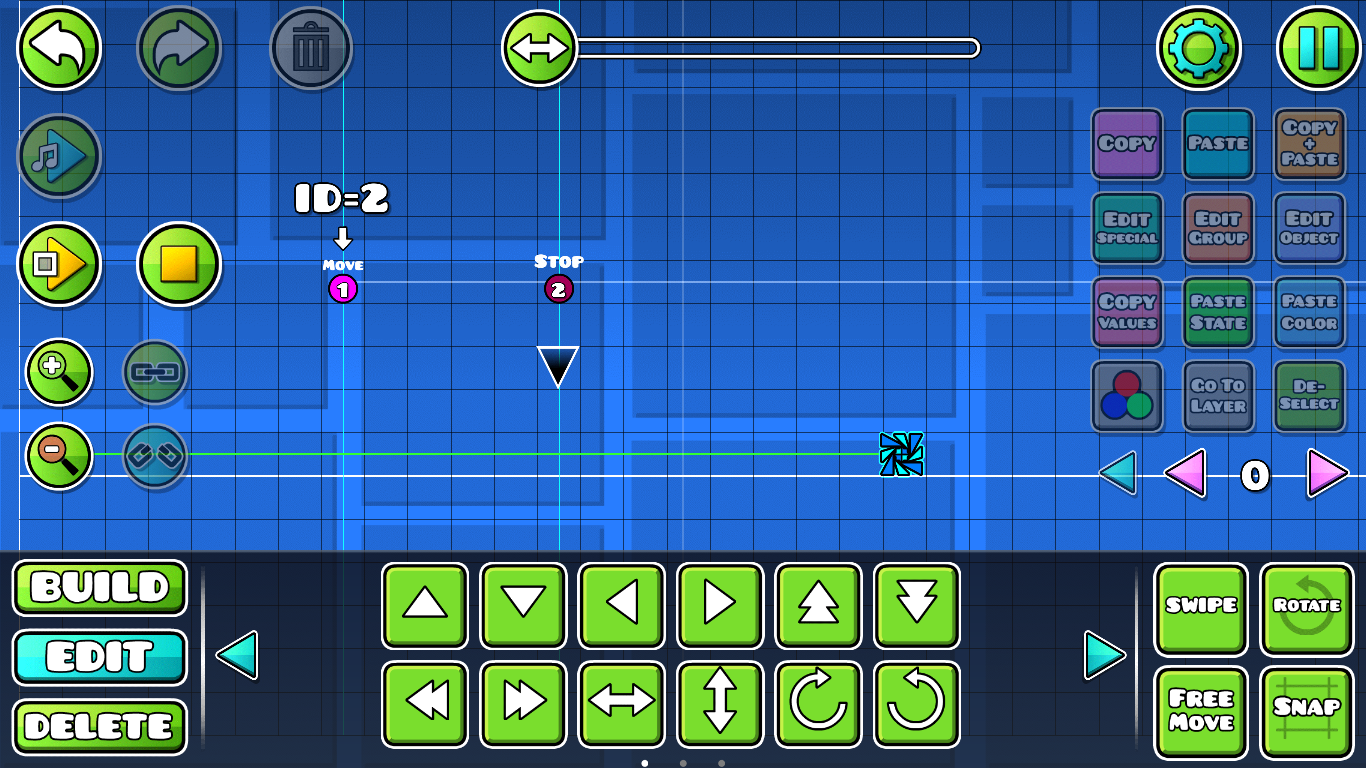 COPY
PASTE
COPY
+
PASTE
ID=2
EDIT
SPECIAL
EDIT
GROUP
EDIT
OBJECT
MOVE
1
STOP
2
COPY
VALUES
PASTE
STATE
PASTE
COLOR
GO TO
LAYER
DE-
SELECT
0
BUILD
EDIT
DELETE
SWIPE
ROTATE
FREE
MOVE
SNAP